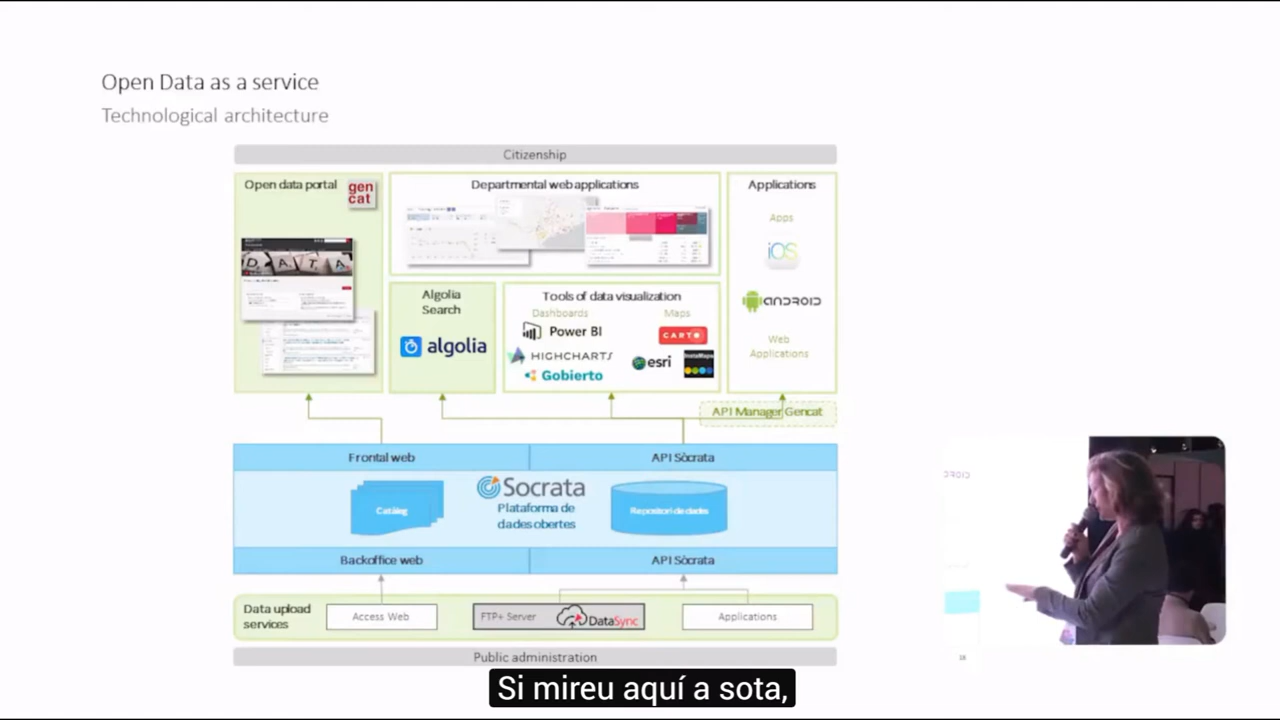 Open Data as a service
Technological architecture
Citizenship
Open data portal
gen
cat
DATA
Departmental web applications
Applications
Apps
iOS
ANDROID
Web
Applications
Algolia
Search
algolia
Tools of data visualization
Dashboards
Maps
Power BI
CARTO
HIGHCHARTS
esri
InstaMaps
Gobierto
API Manager Gencat
Frontal web
API Sòcrata
Catàleg
Socrata
Plataforma de
dades obertes
Repositori de dades
Backoffice web
API Sòcrata
Data upload
services
Access Web
FTP+ Server
DataSync
Applications
Public administration
Si mireu aquí a sota,